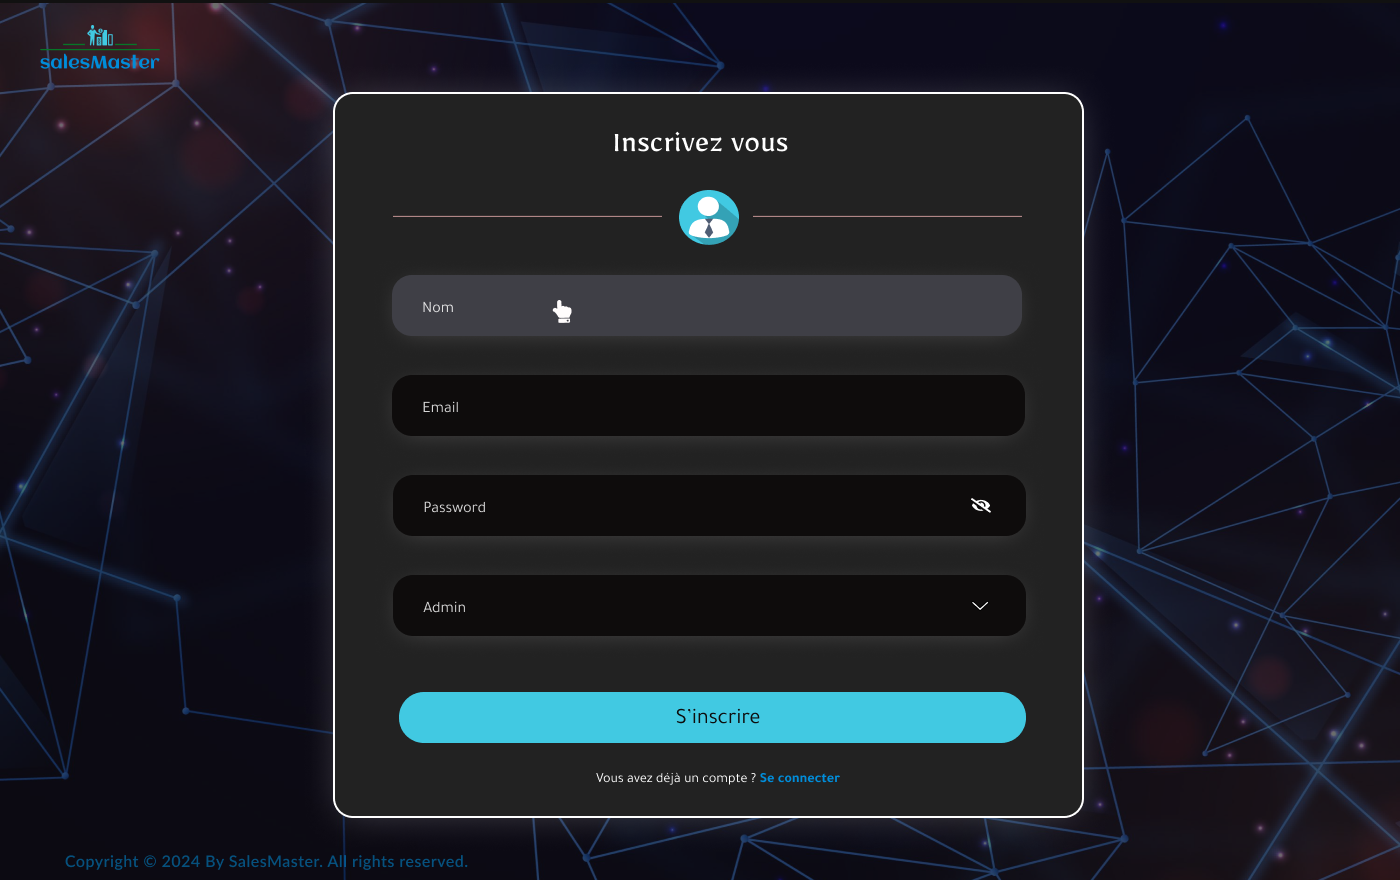 salesMaster
Inscrivez vous
Nom
Email
Password
Admin
S'inscrire
Vous avez déjà un compte ? Se connecter
Copyright © 2024 By SalesMaster. All rights reserved.